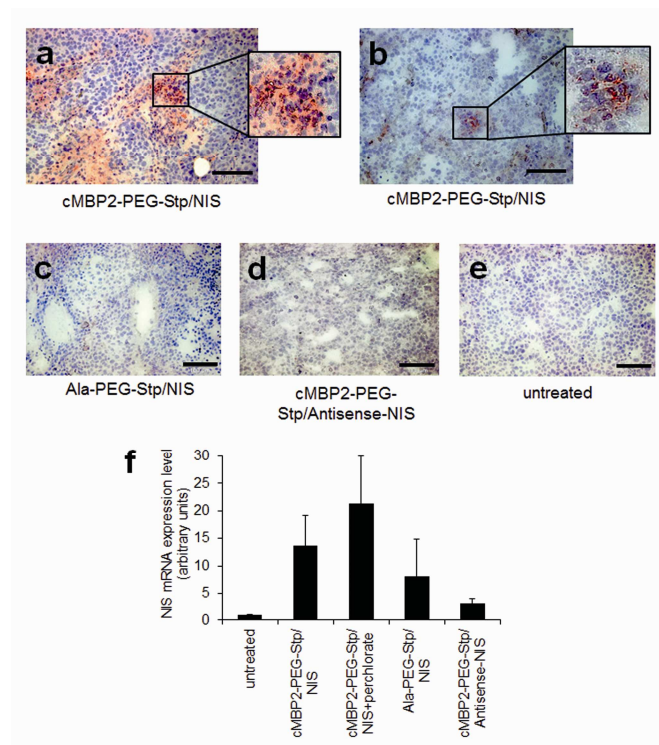 a
b
cMBP2-PEG-Stp/NIS
cMBP2-PEG-Stp/NIS
c
d
e
Ala-PEG-Stp/NIS
cMBP2-PEG-
Stp/Antisense-NIS
untreated
f
NIS mRNA expression level
(arbitrary units)
30
25
20
15
10
5
0
untreated
cMBP2-PEG-Stp/
NIS
cMBP2-PEG-Stp/
NIS+perchlorate
Ala-PEG-Stp/
NIS
cMBP2-PEG-Stp/
Antisense-NIS